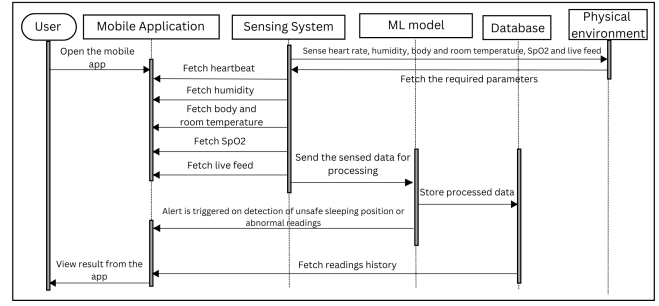 User
Mobile Application
Sensing System
ML model
Database
Physical
environment
Open the mobile
app
Sense heart rate, humidity, body and room temperature, SpO2 and live feed
Fetch heartbeat
Fetch the required parameters
Fetch humidity
Fetch body and
room temperature
Fetch SpO2
Fetch live feed
Send the sensed data for
processing
Store processed data
Alert is triggered on detection of unsafe sleeping position or
abnormal readings
View result from the
app
Fetch readings history